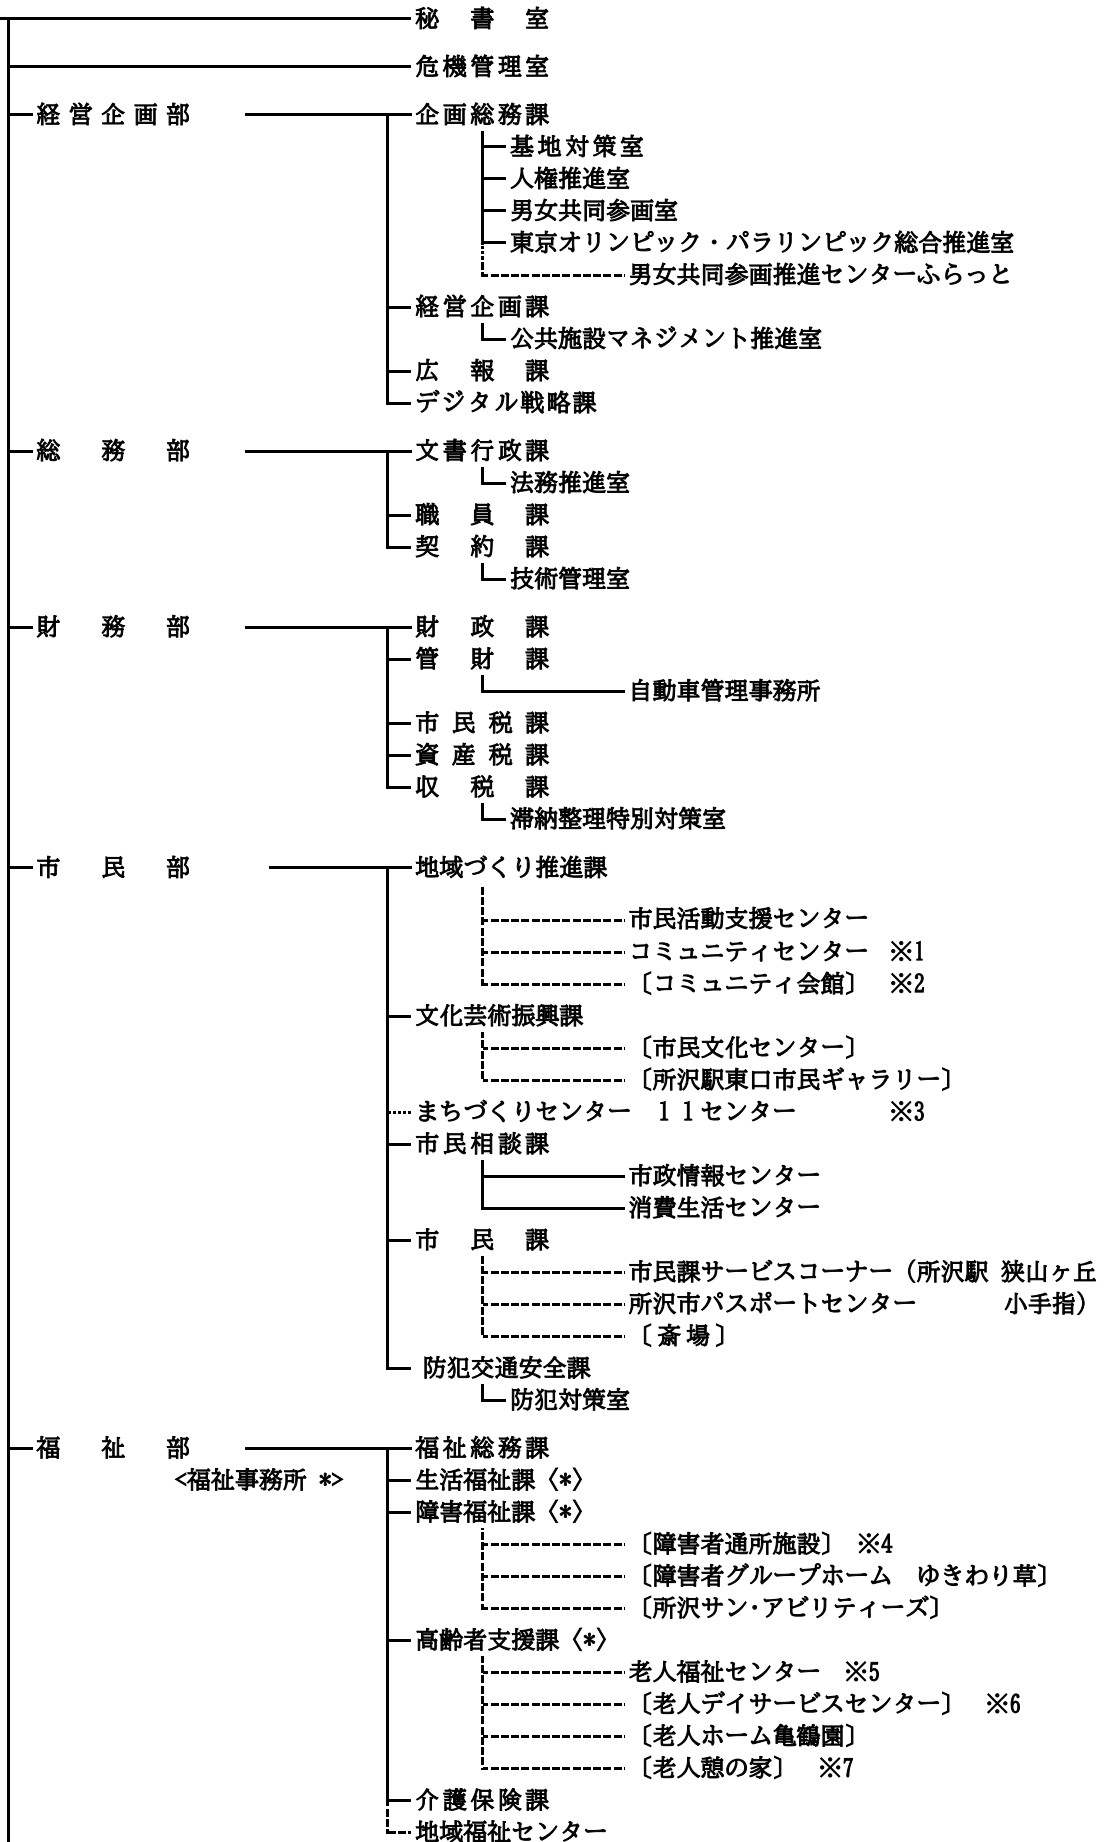 秘書室
危機管理室
経営企画部 企画総務課
基地対策室
人権推進室
男女共同参画室
東京オリンピック・パラリンピック総合推進室
男女共同参画推進センターふらっと
経営企画課
公共施設マネジメント推進室
広報課
デジタル戦略課
総務部 文書行政課
法務推進室
職員課
契約課
技術管理室
財務部 財政課
管財課
自動車管理事務所
市民税課
資産税課
収税課
滞納整理特別対策室
市民部 地域づくり推進課
市民活動支援センター
コミュニティセンター ※1
〔コミュニティ会館〕 ※2
文化芸術振興課
〔市民文化センター〕
〔所沢駅東口市民ギャラリー〕
まちづくりセンター 11センター ※3
市民相談課
市政情報センター
消費生活センター
市民課
市民課サービスコーナー（所沢駅 狭山ヶ丘
所沢市パスポートセンター 小手指）
〔斎場〕
防犯交通安全課
防犯対策室
福祉部 福祉総務課
<福祉事務所 *> 生活福祉課〈*〉
障害福祉課〈*〉
〔障害者通所施設〕 ※4
〔障害者グループホーム ゆきわり草〕
〔所沢サン・アビリティーズ〕
高齢者支援課〈*〉
老人福祉センター ※5
〔老人デイサービスセンター〕 ※6
〔老人ホーム亀鶴園〕
〔老人憩の家〕 ※7
介護保険課
地域福祉センター